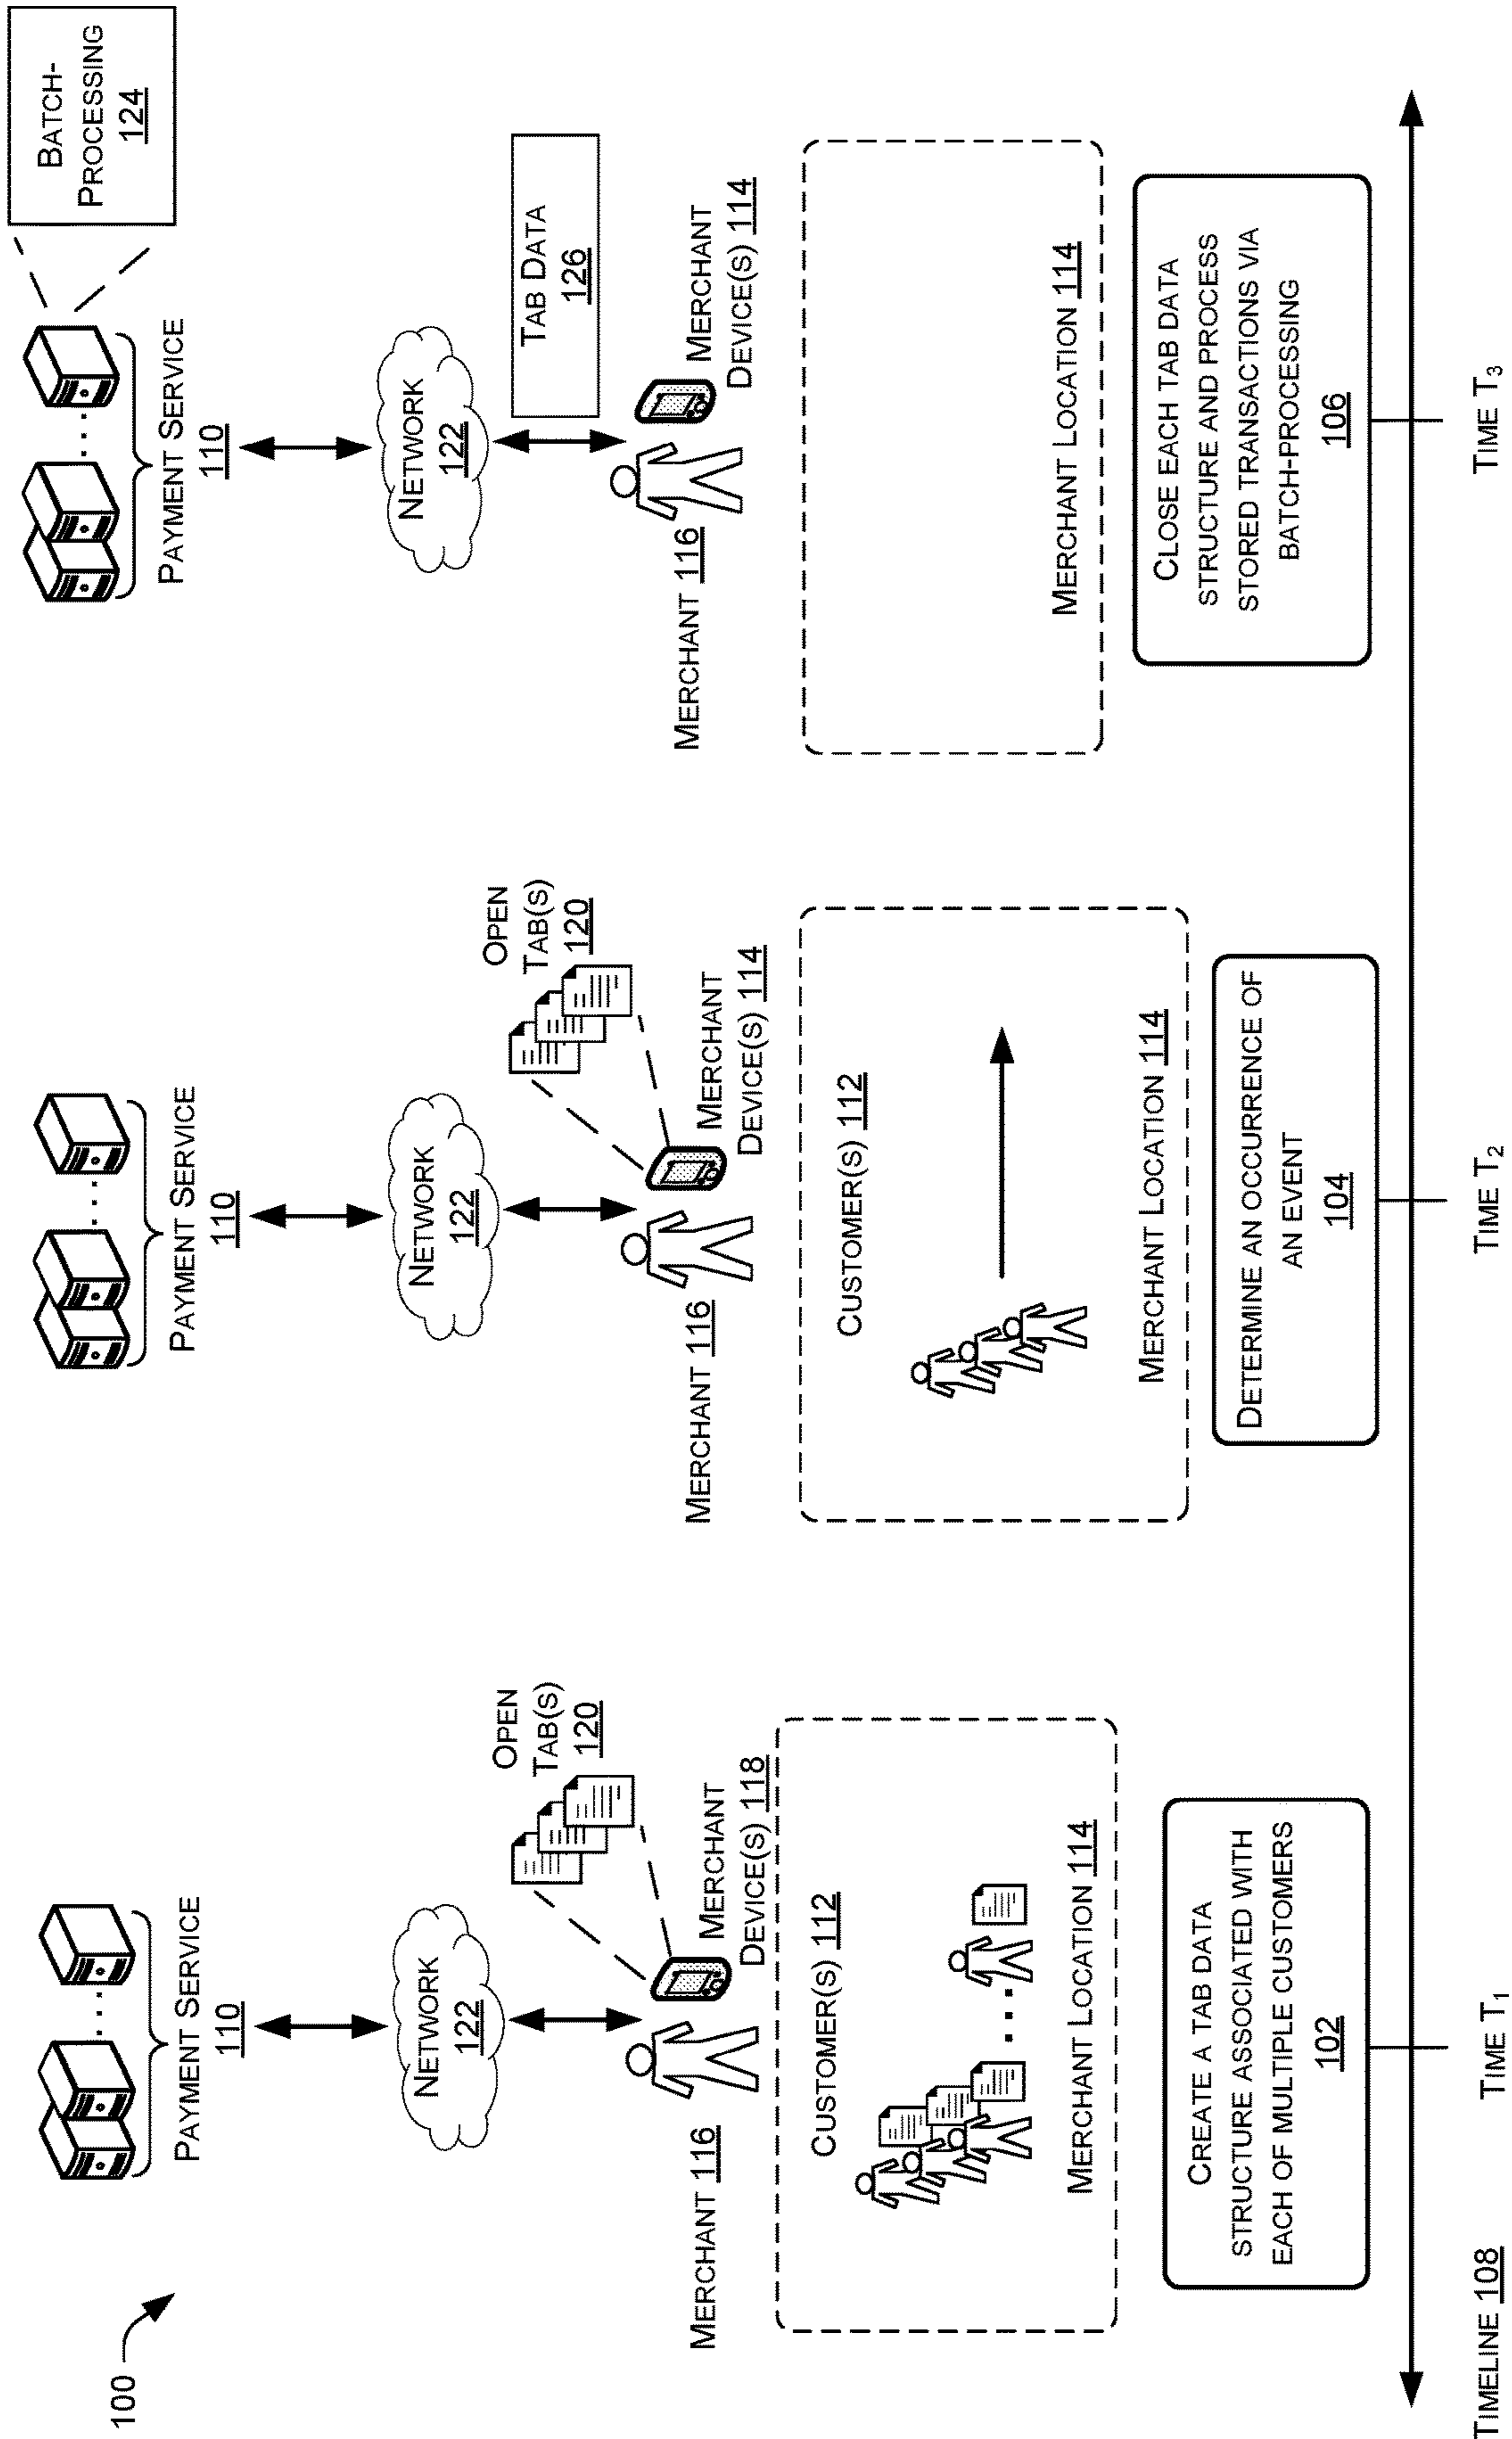 100
PAYMENT SERVICE
110
NETWORK
122
OPEN
TAB(S)
120
MERCHANT 116
MERCHANT
DEVICE(S) 118
CUSTOMER(S) 112
MERCHANT LOCATION 114
CREATE A TAB DATA
STRUCTURE ASSOCIATED WITH
EACH OF MULTIPLE CUSTOMERS
102
TIME T1
PAYMENT SERVICE
110
NETWORK
122
OPEN
TAB(S)
120
MERCHANT 116
MERCHANT
DEVICE(S) 114
CUSTOMER(S) 112
MERCHANT LOCATION 114
DETERMINE AN OCCURRENCE OF
AN EVENT
104
TIME T2
BATCH-
PROCESSING
124
PAYMENT SERVICE
110
NETWORK
122
TAB DATA
126
MERCHANT 116
MERCHANT
DEVICE(S) 114
MERCHANT LOCATION 114
CLOSE EACH TAB DATA
STRUCTURE AND PROCESS
STORED TRANSACTIONS VIA
BATCH-PROCESSING
106
TIME T3
TIMELINE 108